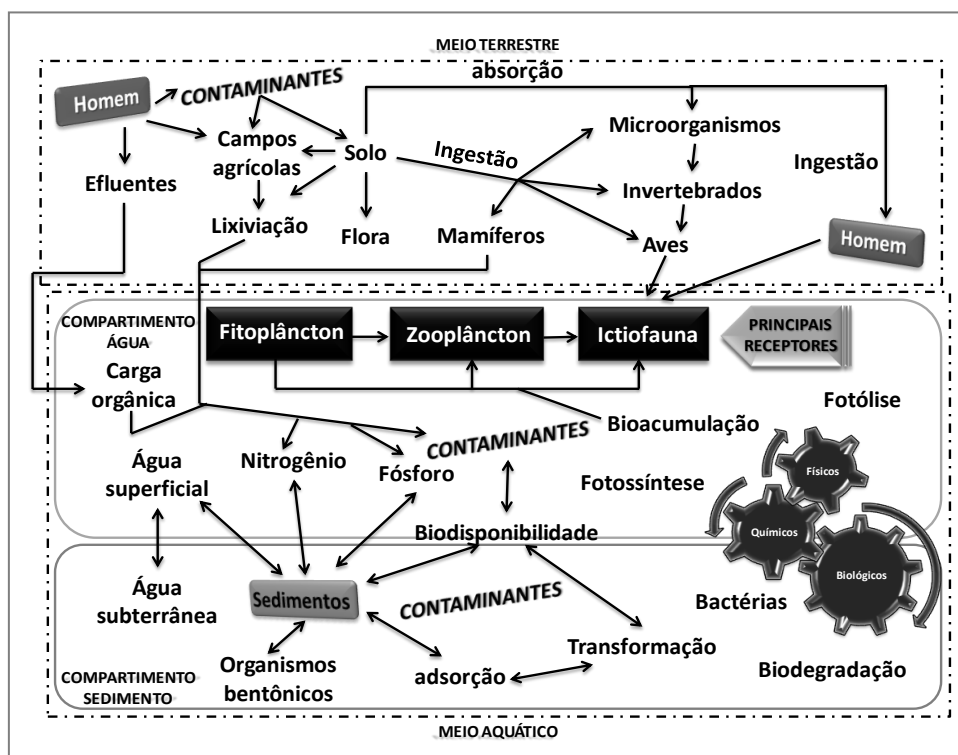 MEIO TERRESTRE
absorção
Homem
CONTAMINANTES
Microorganismos
Campos
agrícolas
Solo
Ingestão
Ingestão
Efluentes
Invertebrados
Lixiviação
Flora
Mamíferos
Aves
Homem
COMPARTIMENTO
ÁGUA
Fitoplâncton
Zooplâncton
Ictiofauna
PRINCIPAIS
RECEPTORES
Carga
orgânica
Bioacumulação
Fotólise
CONTAMINANTES
Água
superficial
Nitrogênio
Fósforo
Fotossíntese
Físicos
Químicos
Biodisponibilidade
Biológicos
Água
subterrânea
Sedimentos
CONTAMINANTES
Bactérias
Transformação
Organismos
bentônicos
adsorção
Biodegradação
COMPARTIMENTO
SEDIMENTO
MEIO AQUÁTICO